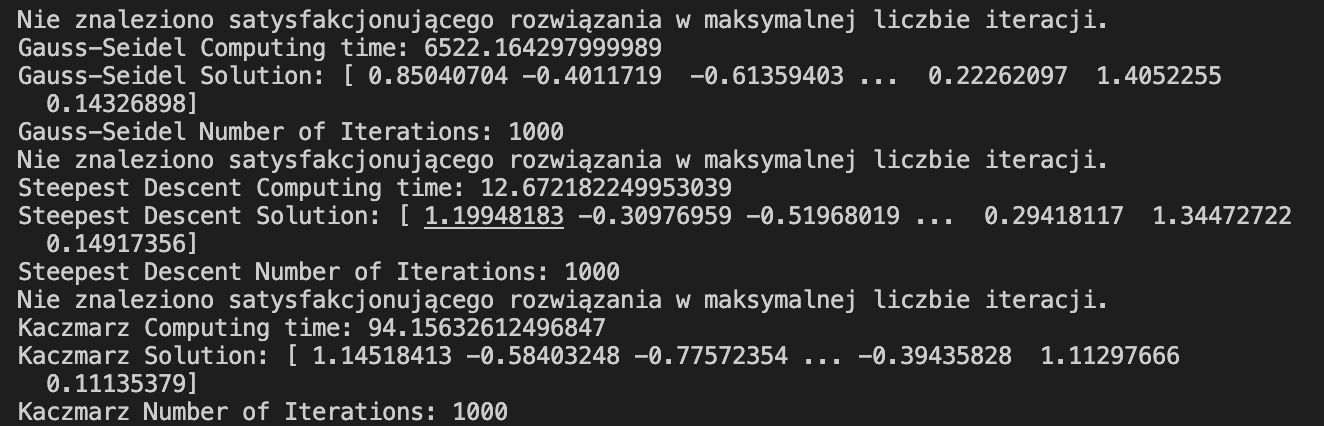 Nie znaleziono satysfakcjonującego rozwiązania w maksymalnej liczbie iteracji.
Gauss-Seidel Computing time: 6522.164297999989
Gauss-Seidel Solution: [ 0.85040704 -0.4011719  -0.61359403 ...  0.22262097  1.4052255
  0.14326898]
Gauss-Seidel Number of Iterations: 1000
Nie znaleziono satysfakcjonującego rozwiązania w maksymalnej liczbie iteracji.
Steepest Descent Computing time: 12.672182249953039
Steepest Descent Solution: [ 1.19948183 -0.30976959 -0.51968019 ...  0.29418117  1.34472722
  0.14917356]
Steepest Descent Number of Iterations: 1000
Nie znaleziono satysfakcjonującego rozwiązania w maksymalnej liczbie iteracji.
Kaczmarz Computing time: 94.15632612496847
Kaczmarz Solution: [ 1.14518413 -0.58403248 -0.77572354 ... -0.39435828  1.11297666
  0.11135379]
Kaczmarz Number of Iterations: 1000